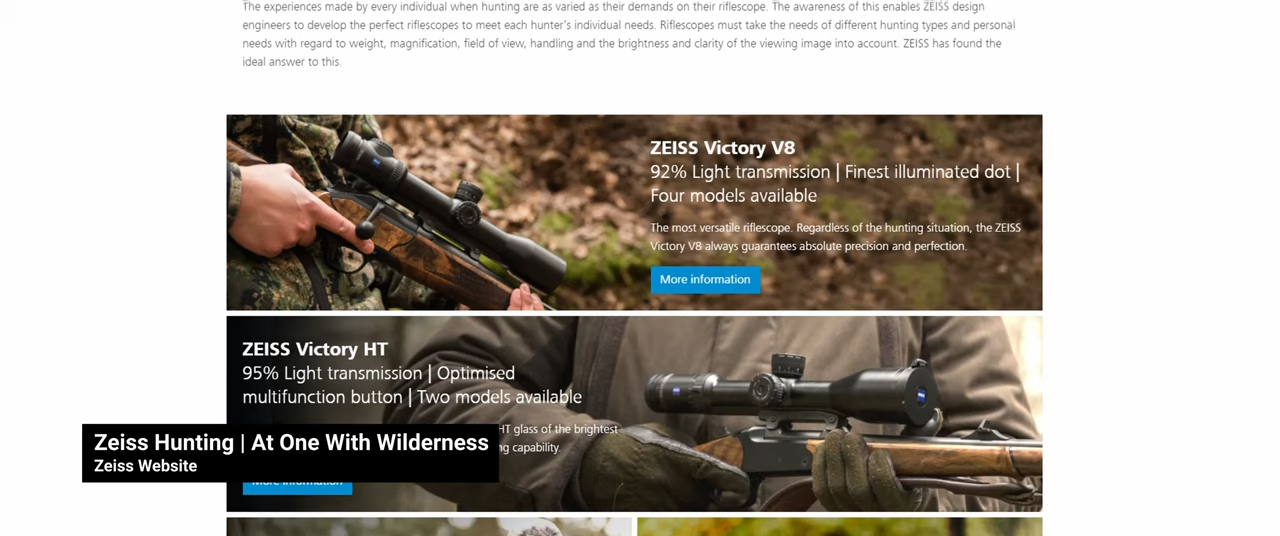 The experiences made by every individual when hunting are as varied as their demands on their riflescope. The awareness of this enables ZEISS design
engineers to develop the perfect riflescopes to meet each hunter's individual needs. Riflescopes must take the needs of different hunting types and personal
needs with regard to weight, magnification, field of view, handling and the brightness and clarity of the viewing image into account. ZEISS has found the
ideal answer to this.
ZEISS Victory V8
92% Light transmission | Finest illuminated dot |
Four models available
The most versatile riflescope. Regardless of the hunting situation, the ZEISS
Victory V8 always guarantees absolute precision and perfection.
More information
ZEISS Victory HT
95% Light transmission | Optimised
multifunction button | Two models available
HT glass of the brightest
capability.
Zeiss Hunting | At One With Wilderness
Zeiss Website
More information